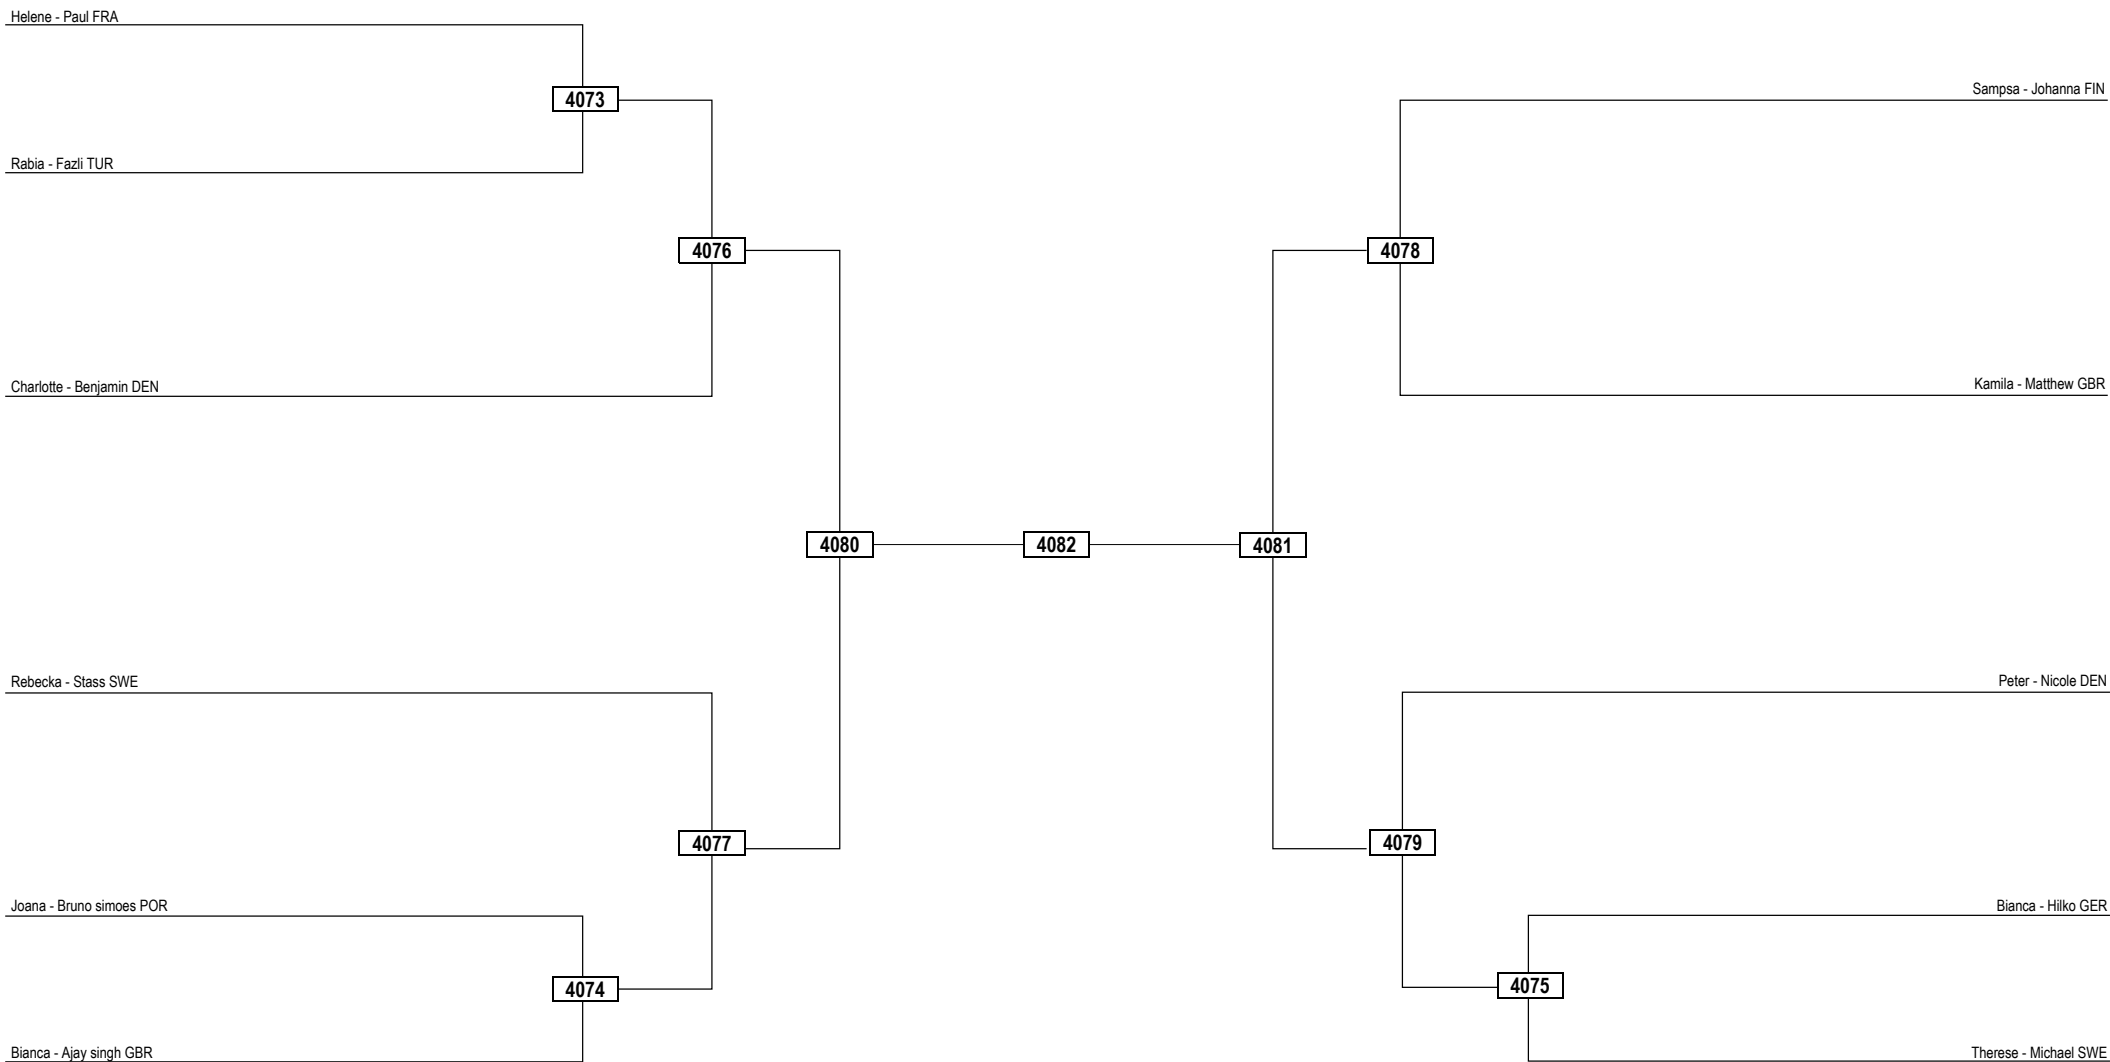 Helene - Paul FRA
4073
Sampsa - Johanna FIN
Rabia - Fazli TUR
4076
4078
Charlotte - Benjamin DEN
Kamila - Matthew GBR
4080
4082
4081
Rebecka - Stass SWE
Peter - Nicole DEN
4077
4079
Joana - Bruno simoes POR
Bianca - Hilko GER
4074
4075
Bianca - Ajay singh GBR
Therese - Michael SWE